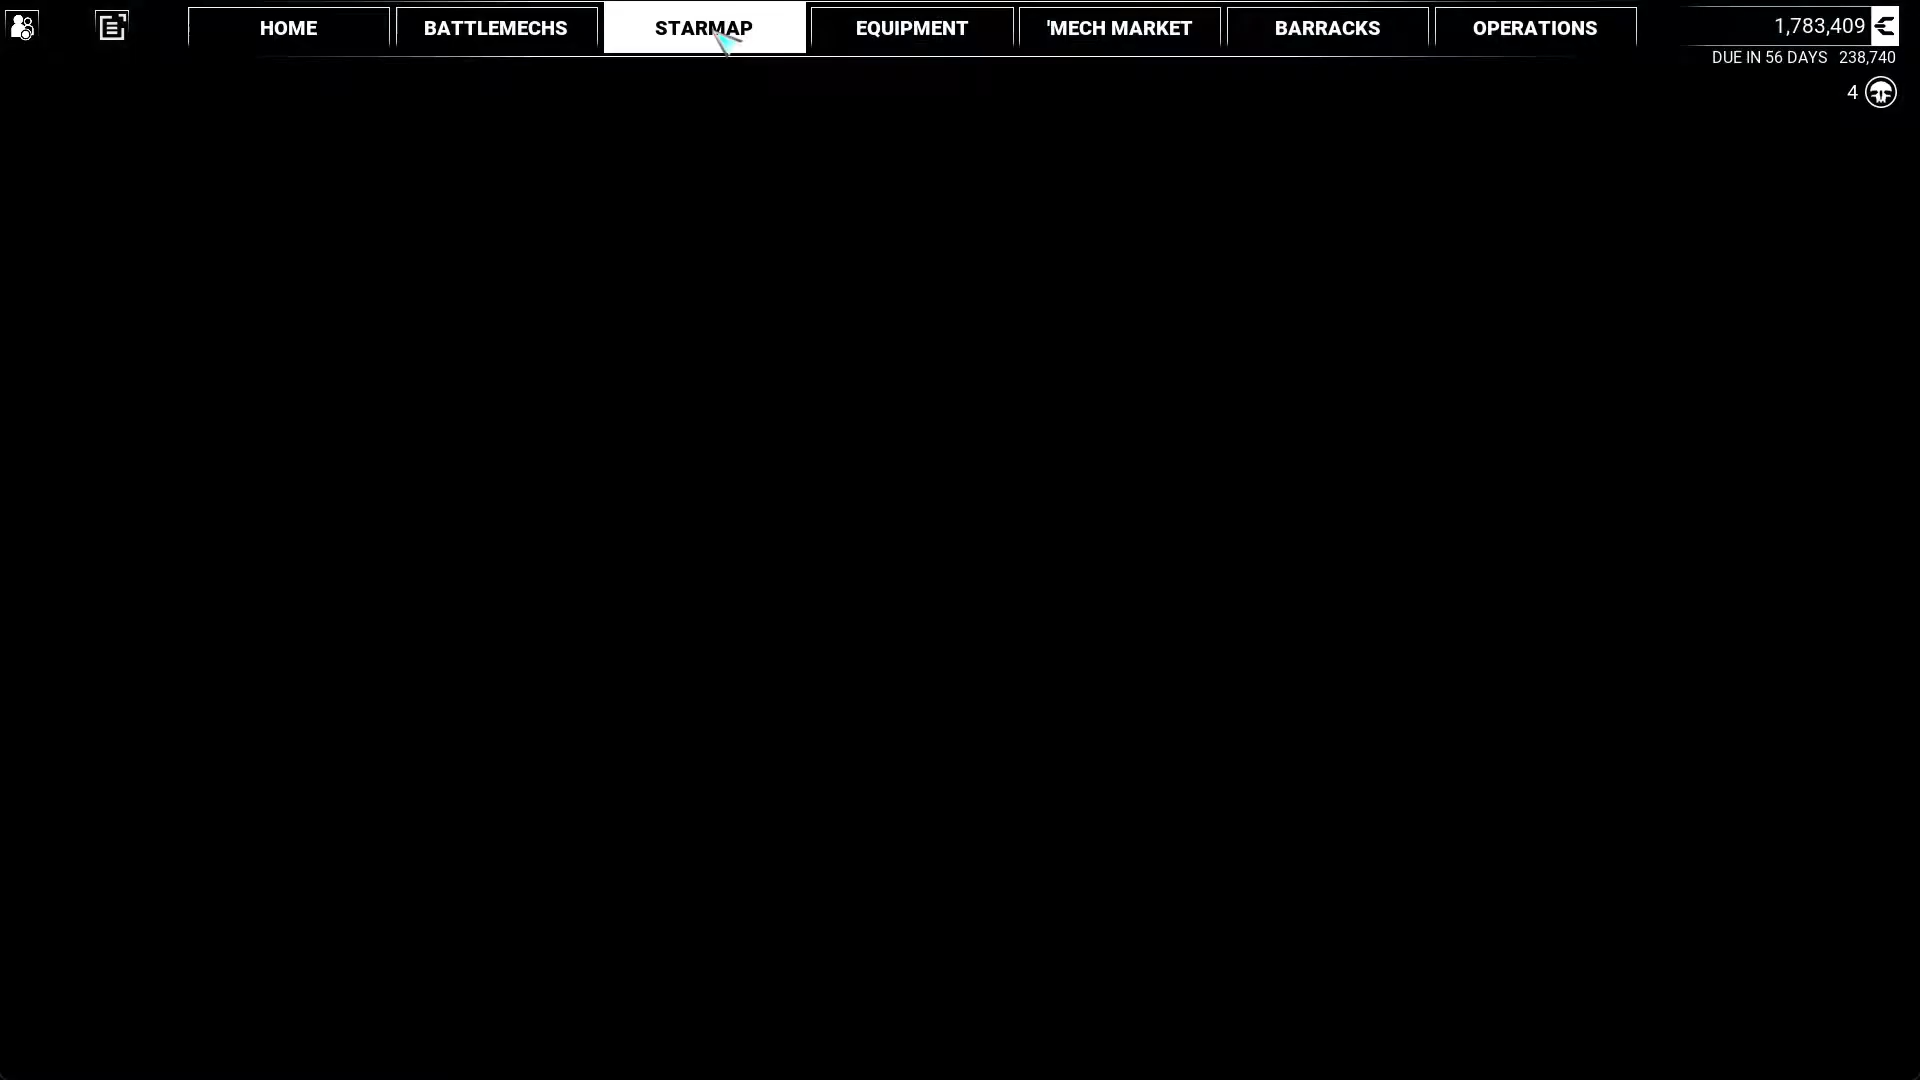 HOME BATTLEMECHS STARMAP EQUIPMENT 'MECH MARKET BARRACKS OPERATIONS 1,783,409
DUE IN 56 DAYS 238,740
4